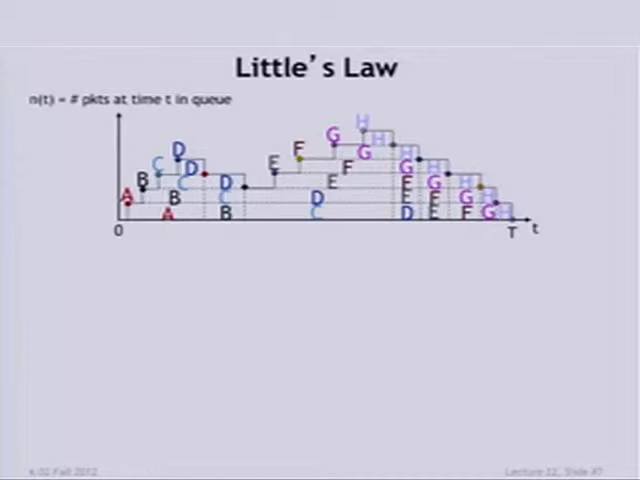 Little's Law
n(t) = # pkts at time t in queue
H
G H
D F G G H
C D E F F G H
B C D E E F G H
A B C D E F G H
A B C D E F G H
0 T t
6.02 Fall 2012
Lecture 22, Slide #7